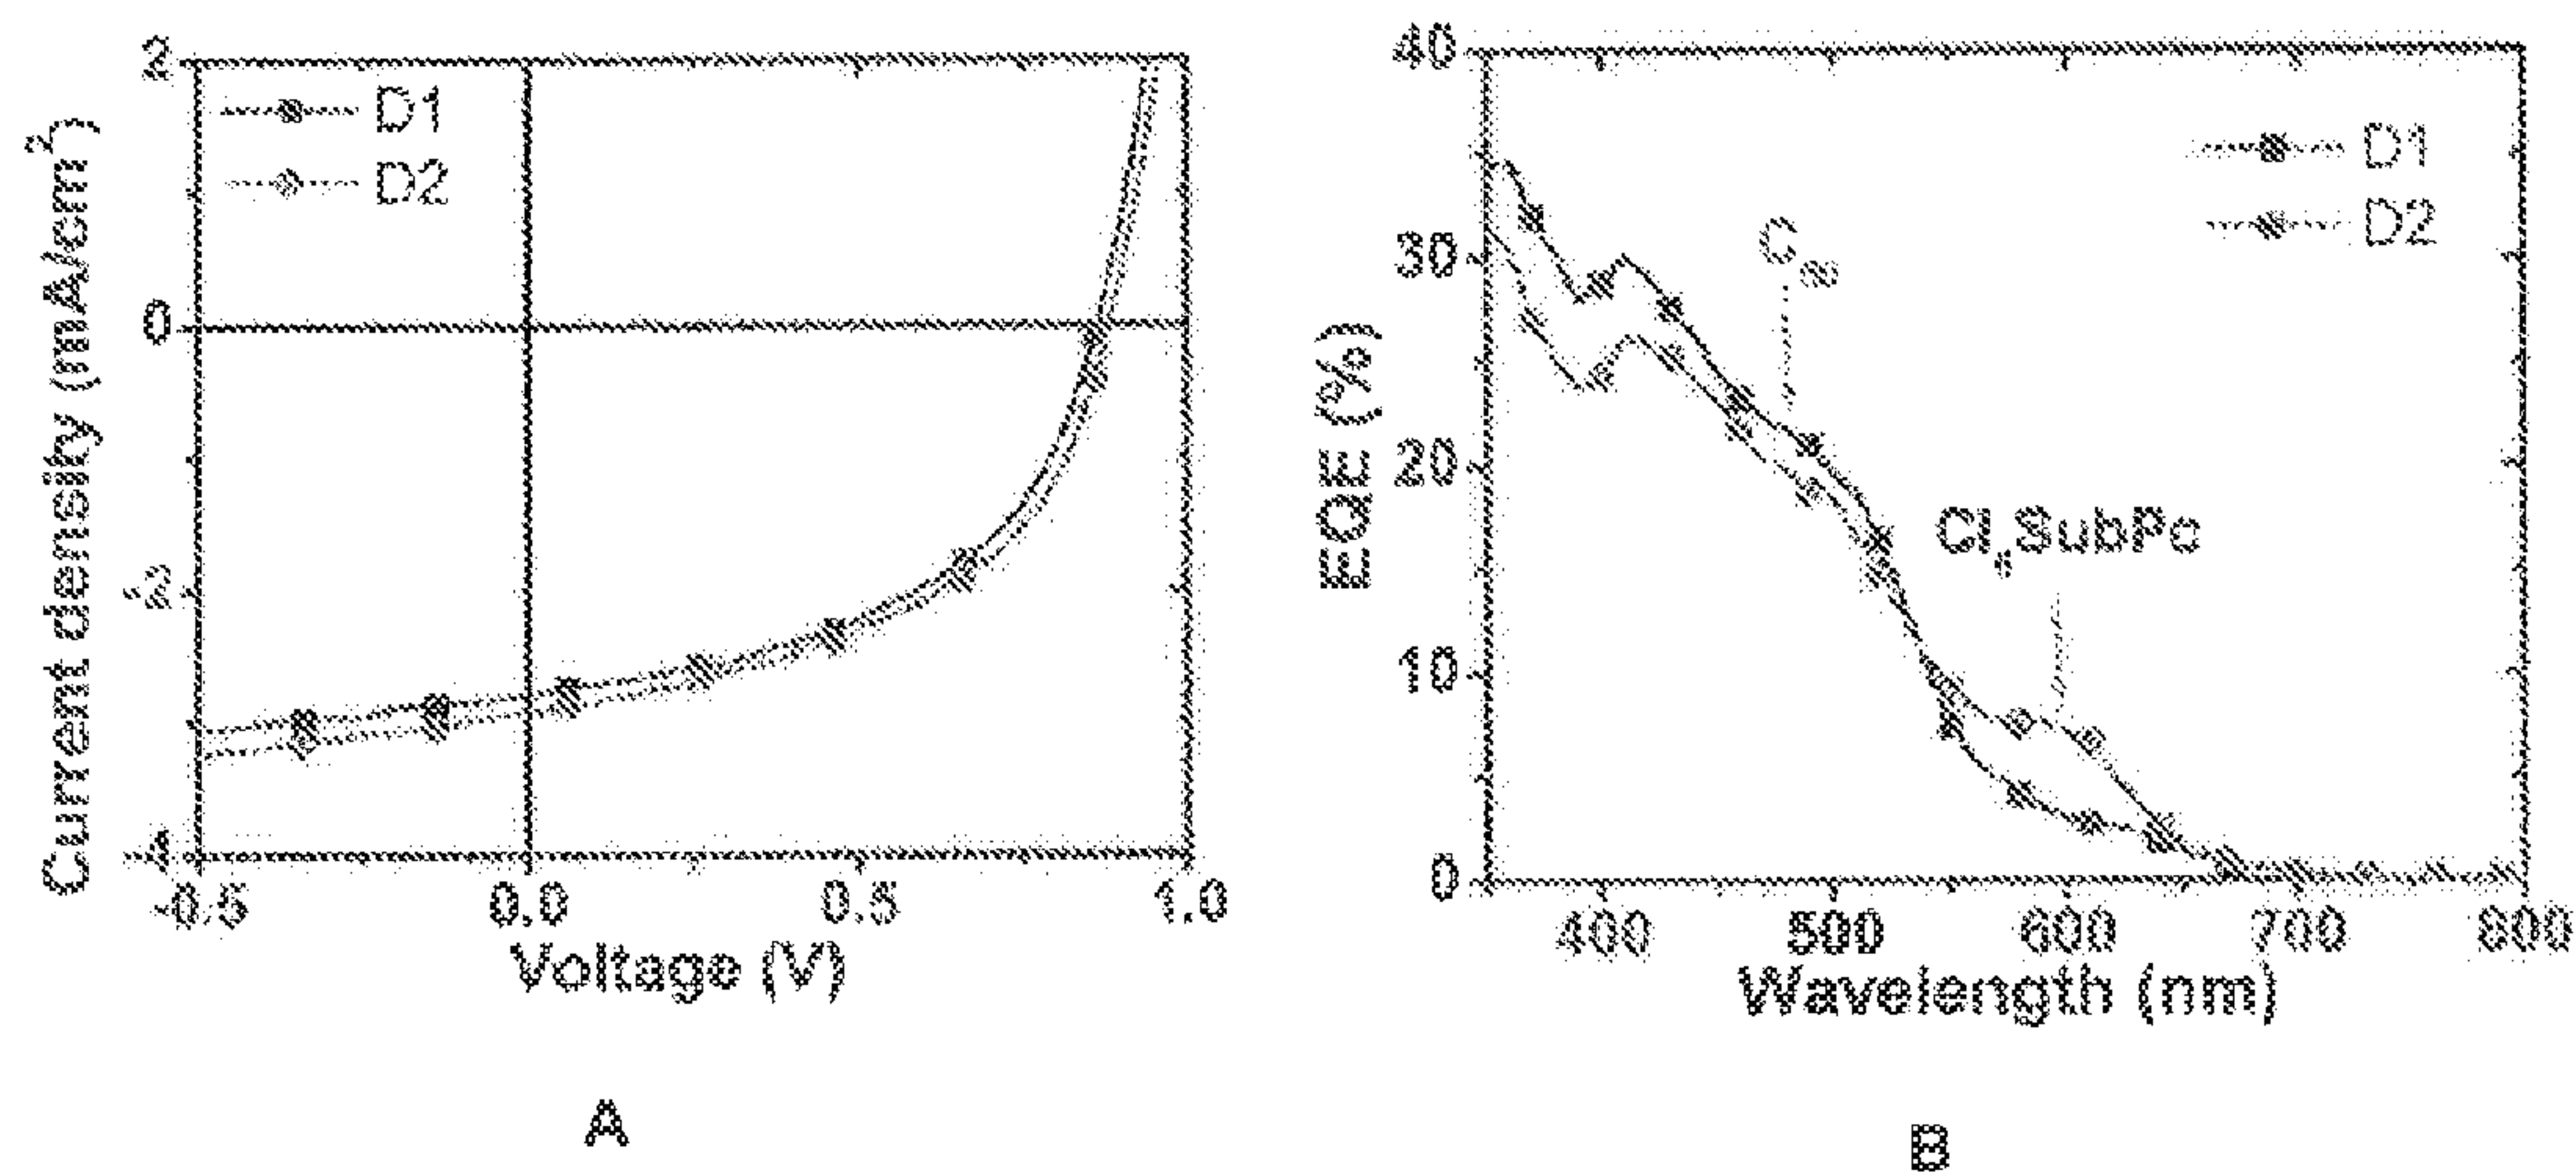 2
0
-2
-4
-0.5 0.0 0.5 1.0
Current density (mA/cm²)
Voltage (V)
D1
D2
A
40
30
20
10
0
400 500 600 700 800
EQE (%)
Wavelength (nm)
D1
D2
C₆₀
Cl₆SubPc
B